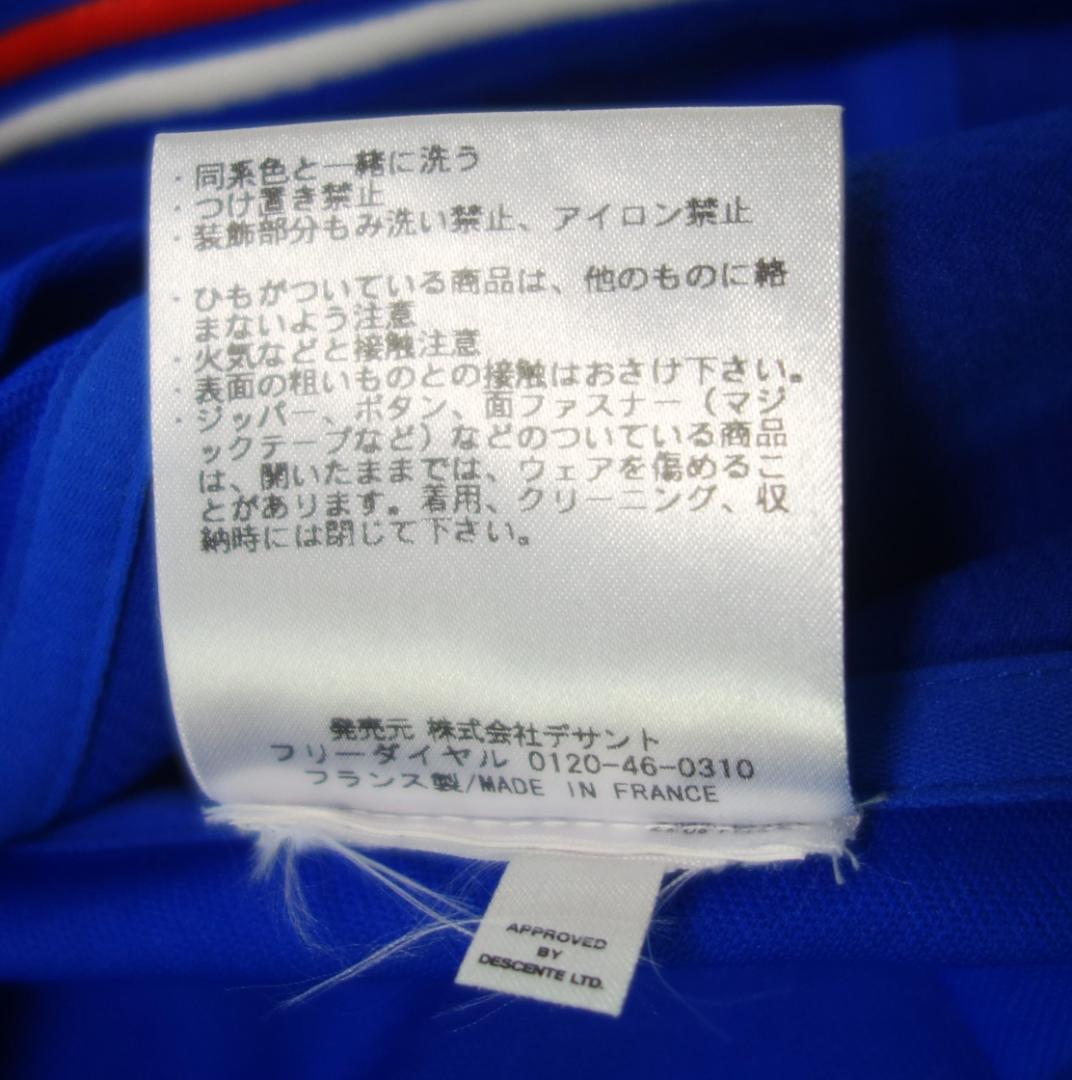 ・同系色と一緒に洗う
・つけ置き禁止
・装飾部分もみ洗い禁止、アイロン禁止
・ひもがついている商品は、他のものに絡
まないよう注意
・火気などと接触注意
・表面の粗いものとの接触はおさけ下さい。
・ジッパー、ボタン、面ファスナー（マジ
ックテープなど）などのついている商品
は、開いたままでは、ウェアを傷めるこ
とがあります。着用、クリーニング、収
納時には閉じて下さい。
発売元 株式会社デサント
フリーダイヤル 0120-46-0310
フランス製/MADE IN FRANCE
APPROVED
BY
DESCENTE LTD.